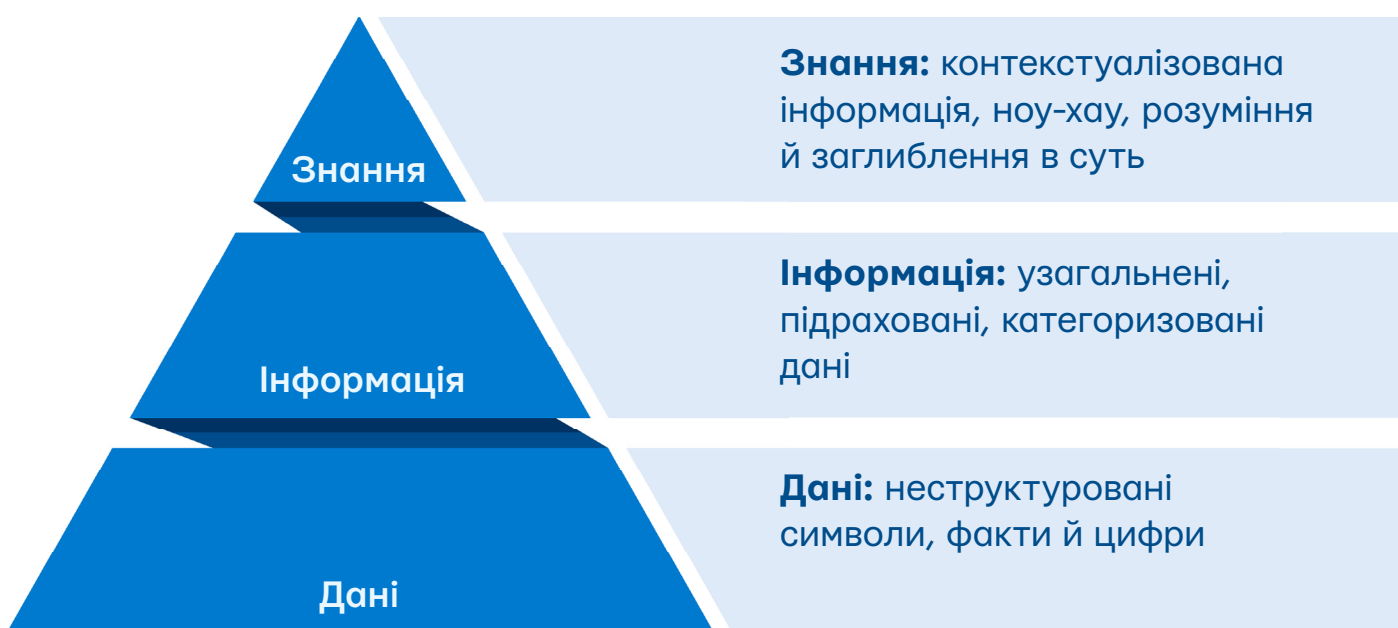 Знання
Знання: контекстуалізована
інформація, ноу-хау, розуміння
й заглиблення в суть
Інформація
Інформація: узагальнені,
підраховані, категоризовані
дані
Дані
Дані: неструктуровані
символи, факти й цифри